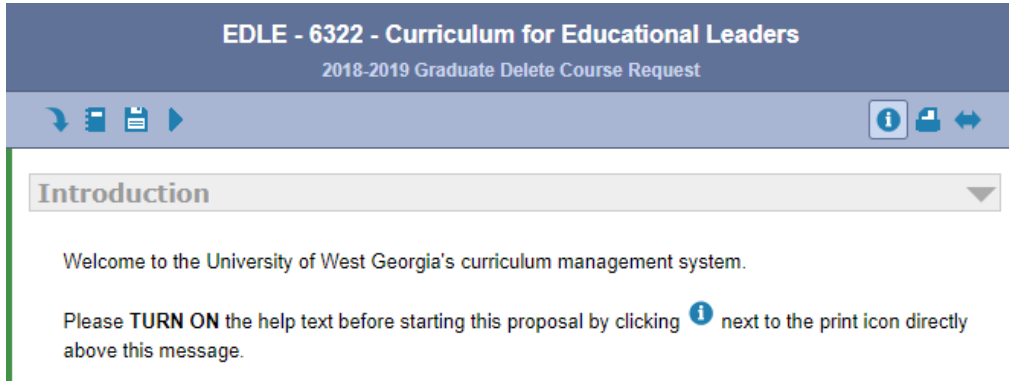 EDLE - 6322 - Curriculum for Educational Leaders
2018-2019 Graduate Delete Course Request
Introduction
Welcome to the University of West Georgia's curriculum management system.
Please TURN ON the help text before starting this proposal by clicking next to the print icon directly
above this message.